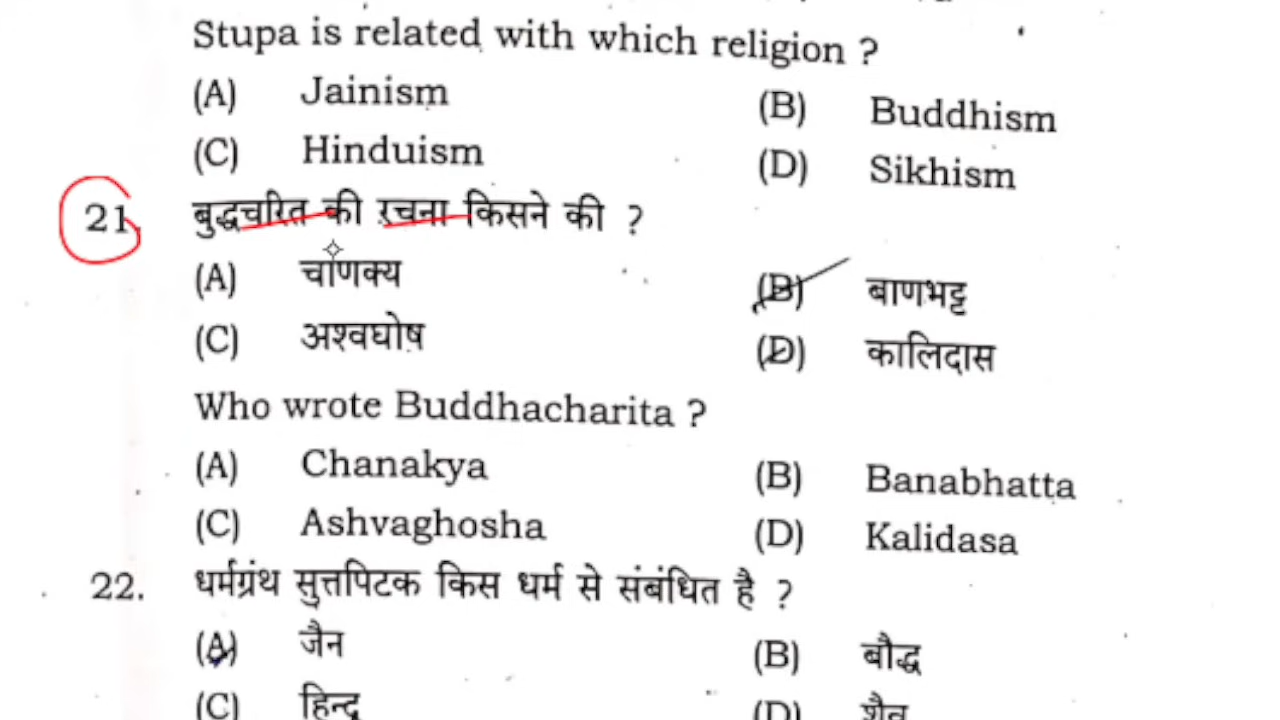 Stupa is related with which religion ?
(A) Jainism (B) Buddhism
(C) Hinduism (D) Sikhism
21. बुद्धचरित की रचना किसने की ?
(A) चाणक्य (B) बाणभट्ट
(C) अश्वघोष (D) कालिदास
Who wrote Buddhacharita ?
(A) Chanakya (B) Banabhatta
(C) Ashvaghosha (D) Kalidasa
22. धर्मग्रंथ सुत्तपिटक किस धर्म से संबंधित है ?
(A) जैन (B) बौद्ध
(C) हिन्दू (D) शैव